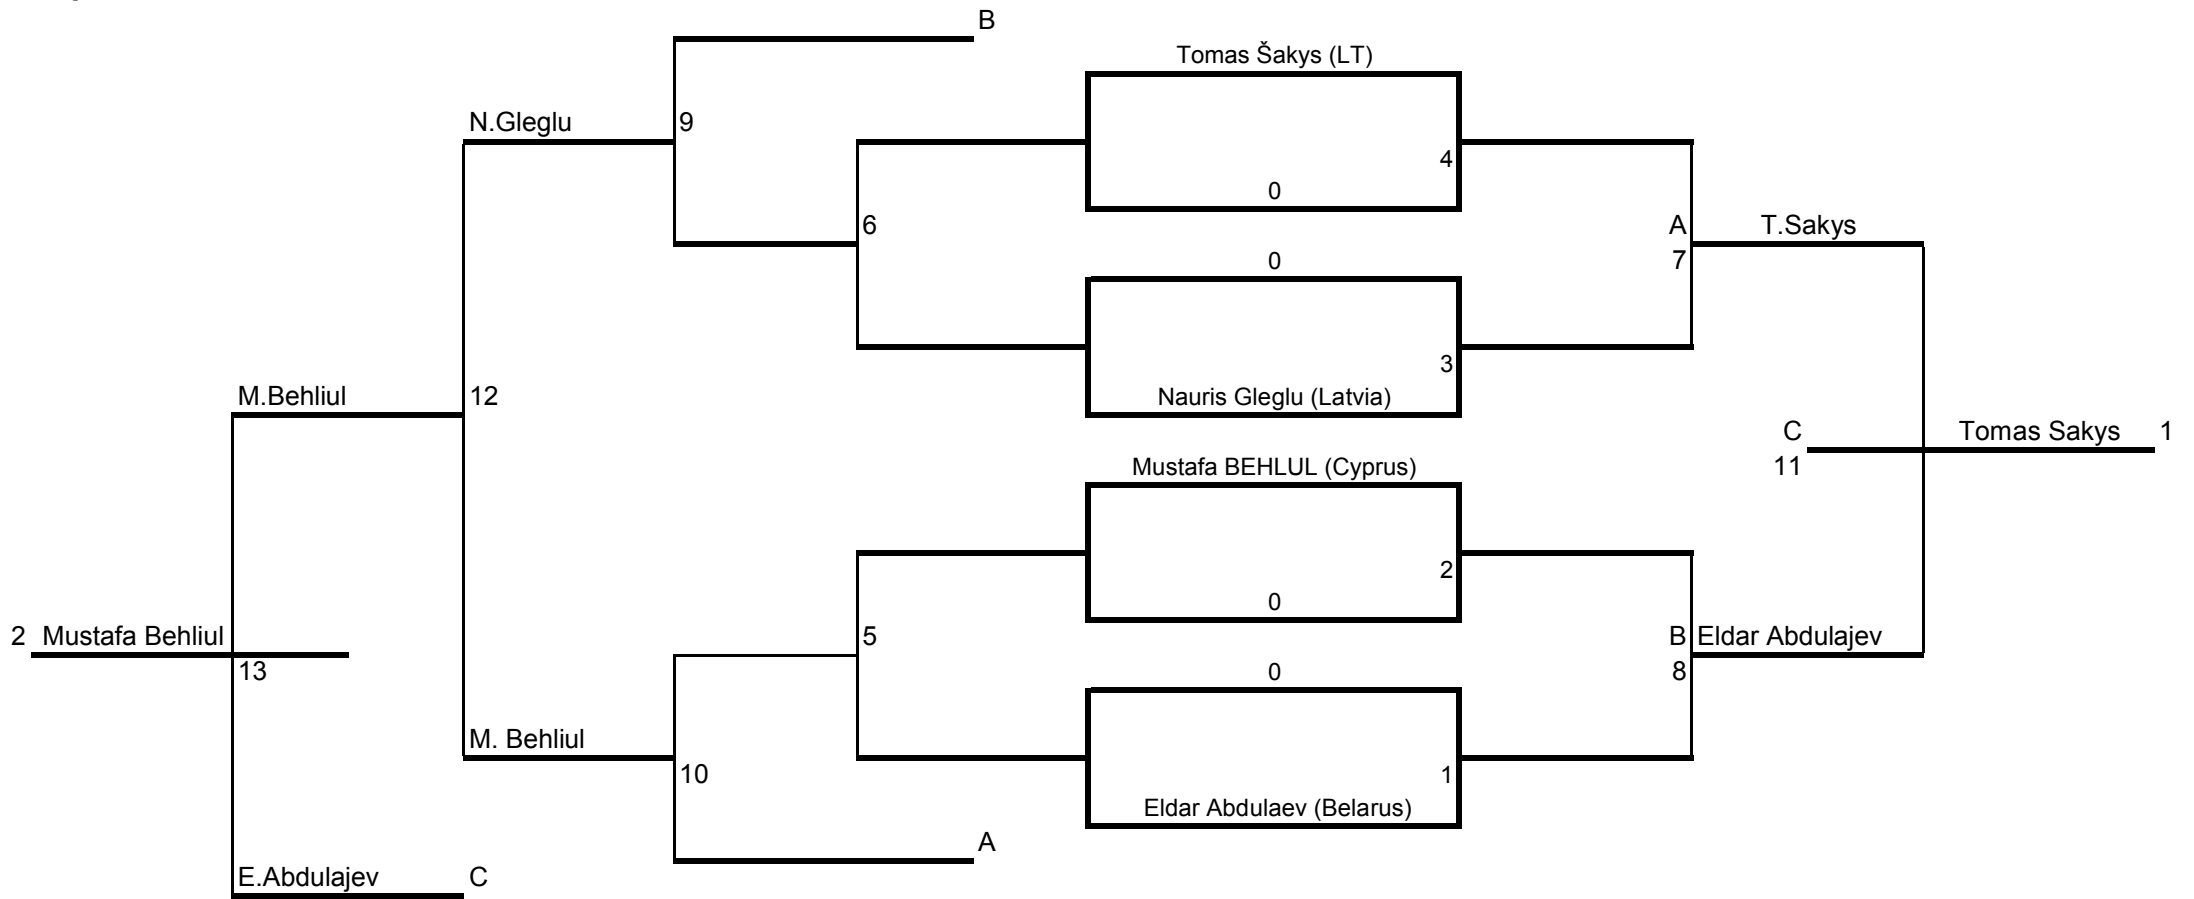 B
Tomas Šakys (LT)
N.Gleglu
9
4
0
6
A
T.Sakys
7
0
3
M.Behliul
12
Nauris Gleglu (Latvia)
C
Tomas Sakys 1
11
Mustafa BEHLUL (Cyprus)
2
0
2 Mustafa Behliul
5
B Eldar Abdulajev
13
0
8
M. Behliul
10
1
Eldar Abdulaev (Belarus)
A
E.Abdulajev C